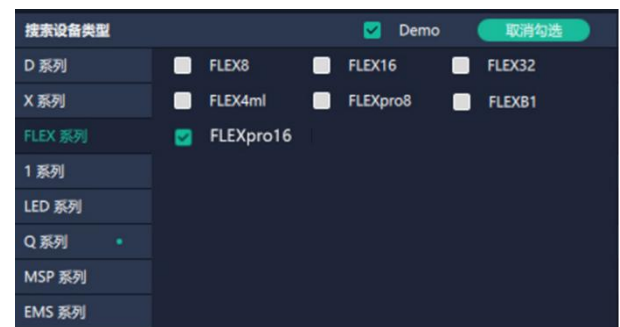 搜索设备类型 Demo 取消勾选
D 系列 FLEX8 FLEX16 FLEX32
X 系列 FLEX4ml FLEXpro8 FLEXB1
FLEX 系列 FLEXpro16
1 系列
LED 系列
Q 系列
MSP 系列
EMS 系列